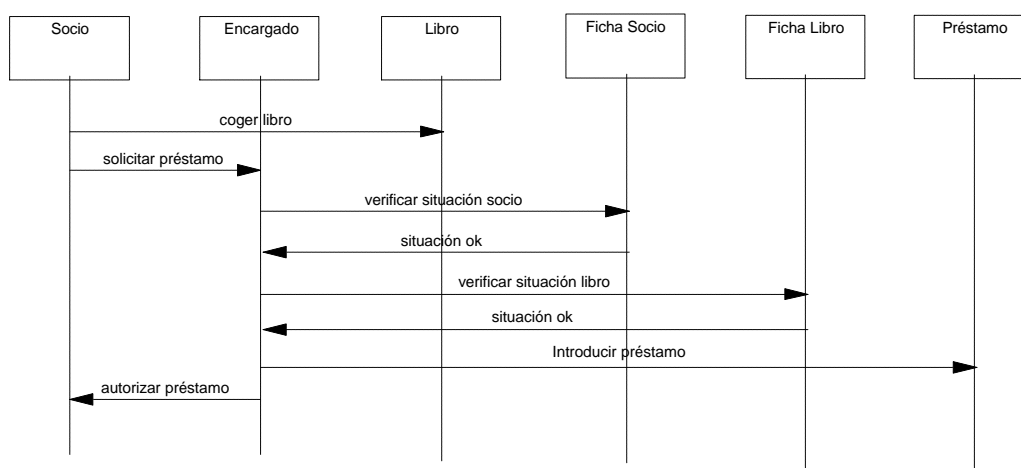 Socio
Encargado
Libro
Ficha Socio
Ficha Libro
Préstamo
coger libro
solicitar préstamo
verificar situación socio
situación ok
verificar situación libro
situación ok
Introducir préstamo
autorizar préstamo